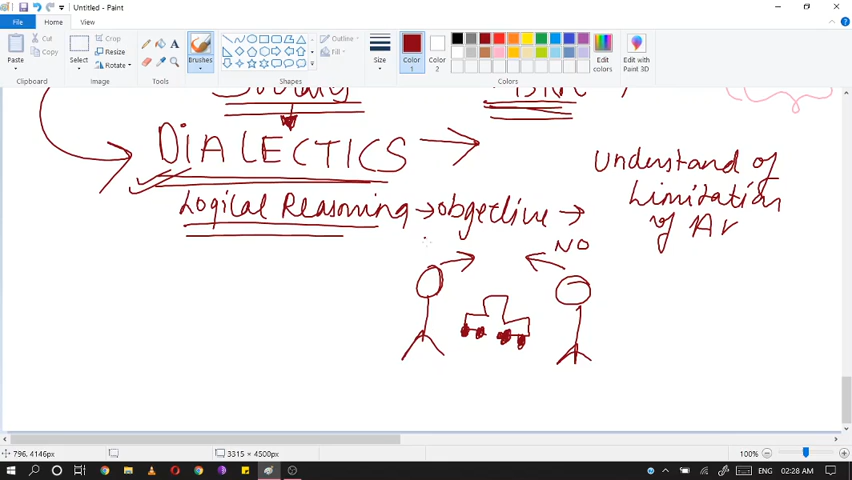 Untitled - Paint
File
Home
View
Paste
Cut
Copy
Clipboard
Select
Crop
Resize
Rotate
Image
Tools
Brushes
Shapes
Outline
Fill
Size
Color
1
Color
2
Edit
colors
Edit with
Paint 3D
Colors
DiALECTICS
Logical Reasoning → objective →
Understand of
Limitation
of Ar
NO
796, 4146px
3315 × 4500px
100%
ENG
02:28 AM